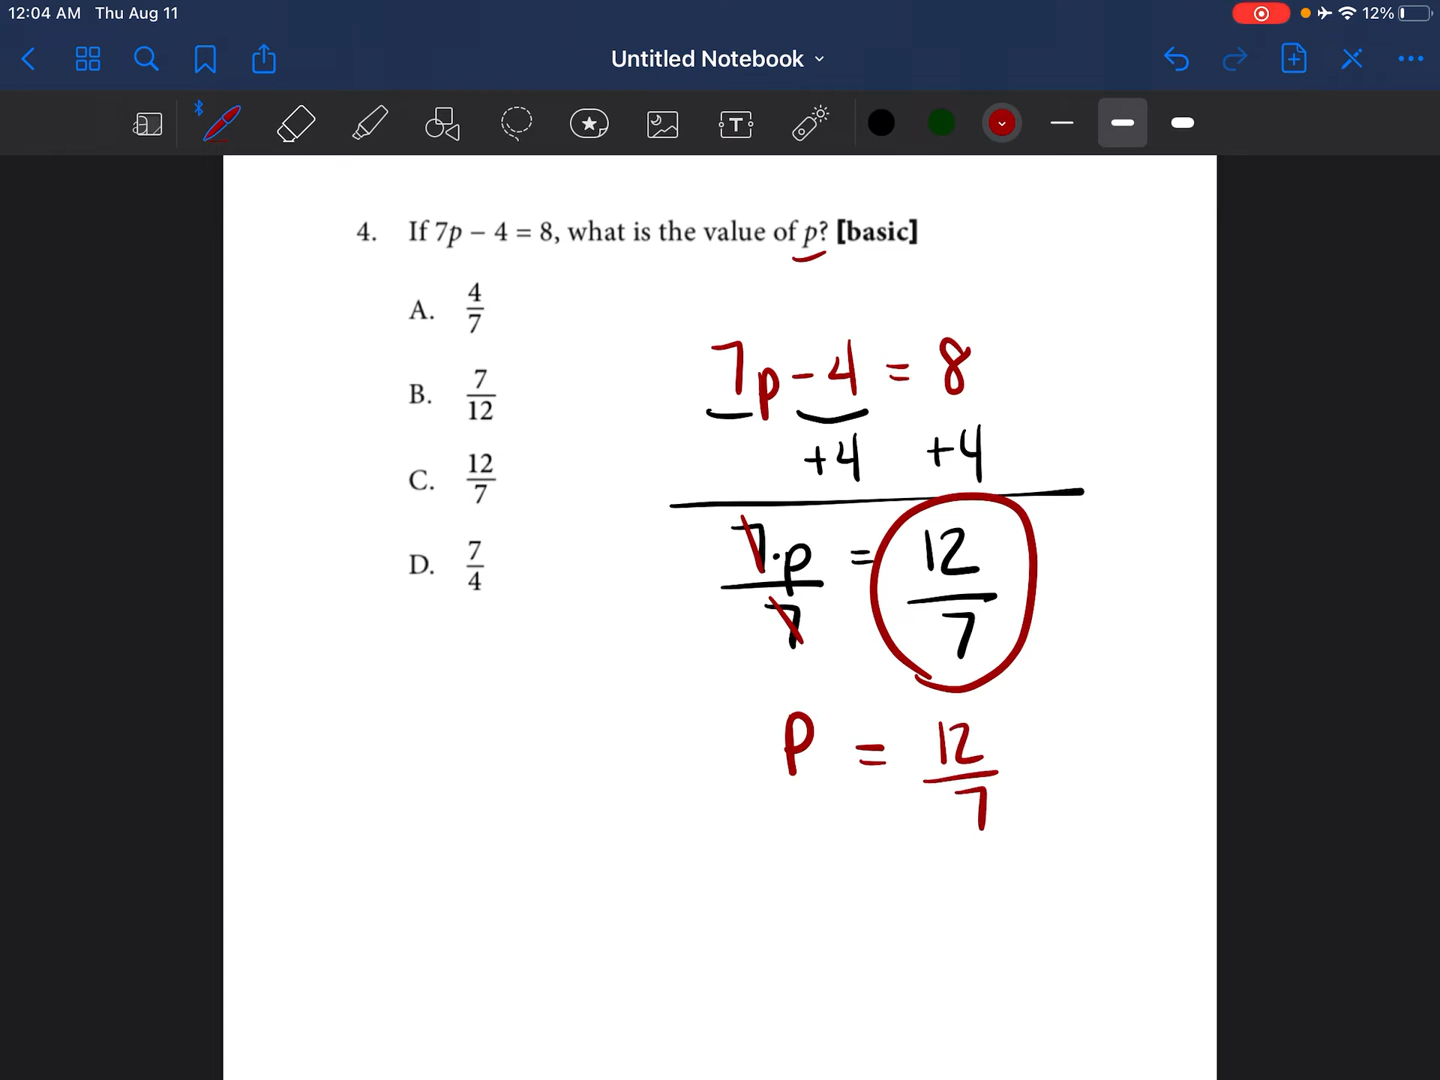 12:04 AM Thu Aug 11
12%
Untitled Notebook
T
4. If 7p − 4 = 8, what is the value of p? [basic]
A. 4/7
B. 7/12
C. 12/7
D. 7/4
7p − 4 = 8
+4 +4
7·p/7 = 12/7
P = 12/7